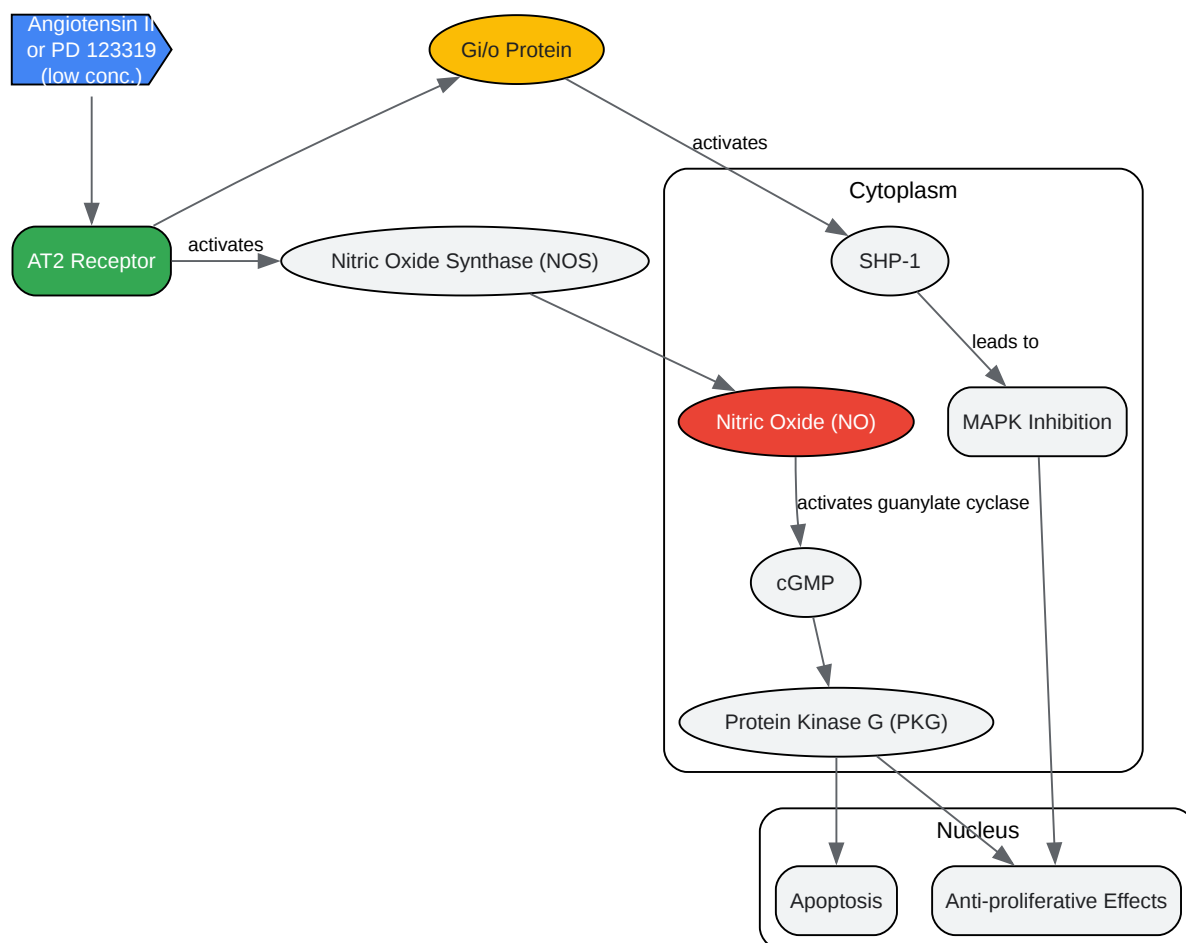 Angiotensin II
or PD 123319
(low conc.)
Gi/o Protein
activates
Cytoplasm
AT2 Receptor
activates
Nitric Oxide Synthase (NOS)
SHP-1
leads to
Nitric Oxide (NO)
MAPK Inhibition
activates guanylate cyclase
cGMP
Protein Kinase G (PKG)
Nucleus
Apoptosis
Anti-proliferative Effects